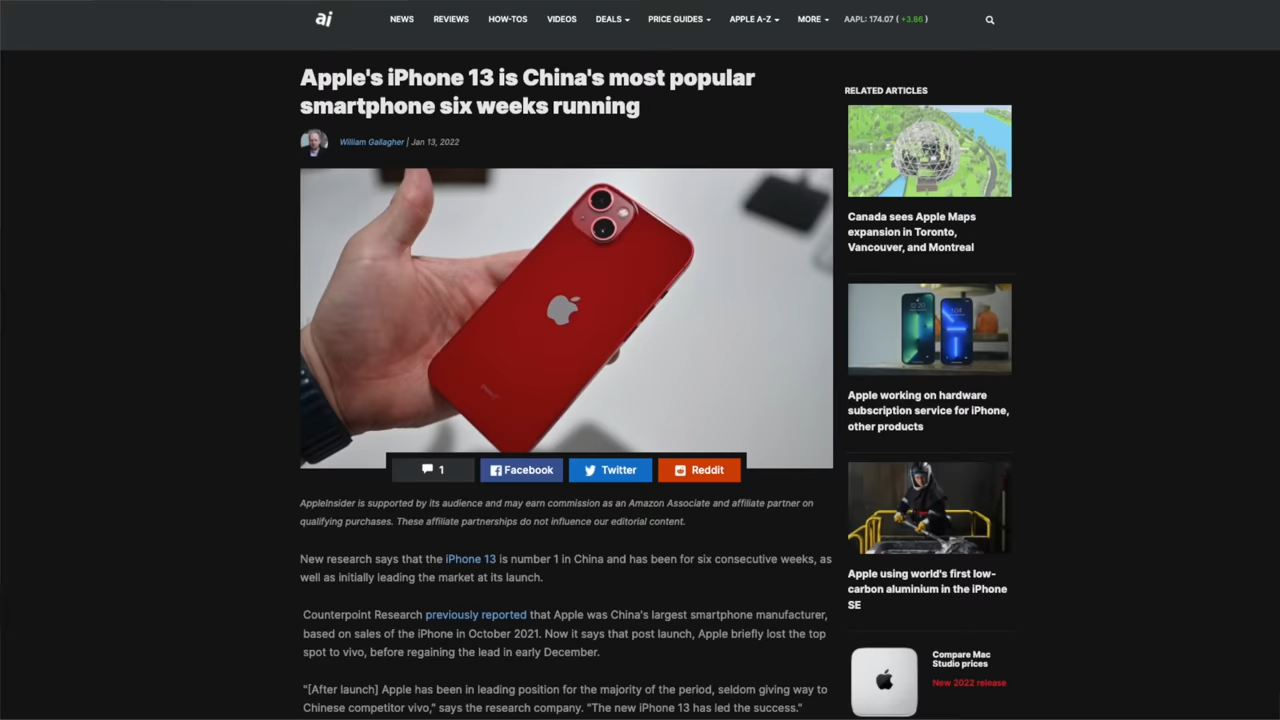 ai
NEWS REVIEWS HOW-TOS VIDEOS DEALS PRICE GUIDES APPLE A-Z MORE AAPL: 174.07 ( +3.86 )
Apple's iPhone 13 is China's most popular
smartphone six weeks running
William Gallagher | Jan 13, 2022
1 Facebook Twitter Reddit
AppleInsider is supported by its audience and may earn commission as an Amazon Associate and affiliate partner on
qualifying purchases. These affiliate partnerships do not influence our editorial content.
New research says that the iPhone 13 is number 1 in China and has been for six consecutive weeks, as
well as initially leading the market at its launch.
Counterpoint Research previously reported that Apple was China's largest smartphone manufacturer,
based on sales of the iPhone in October 2021. Now it says that post launch, Apple briefly lost the top
spot to vivo, before regaining the lead in early December.
"[After launch] Apple has been in leading position for the majority of the period, seldom giving way to
Chinese competitor vivo," says the research company. "The new iPhone 13 has led the success."
RELATED ARTICLES
Canada sees Apple Maps
expansion in Toronto,
Vancouver, and Montreal
Apple working on hardware
subscription service for iPhone,
other products
Apple using world's first low-
carbon aluminium in the iPhone
SE
Compare Mac
Studio prices
New 2022 release